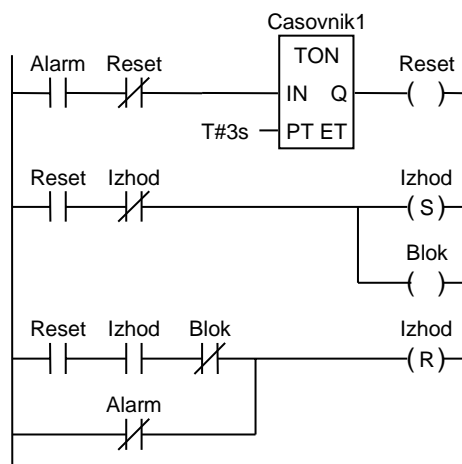 Casovnik1
Alarm Reset TON Reset
IN Q ( )
T#3s PT ET
Reset Izhod Izhod
(S)
Blok
( )
Reset Izhod Blok Izhod
(R)
Alarm